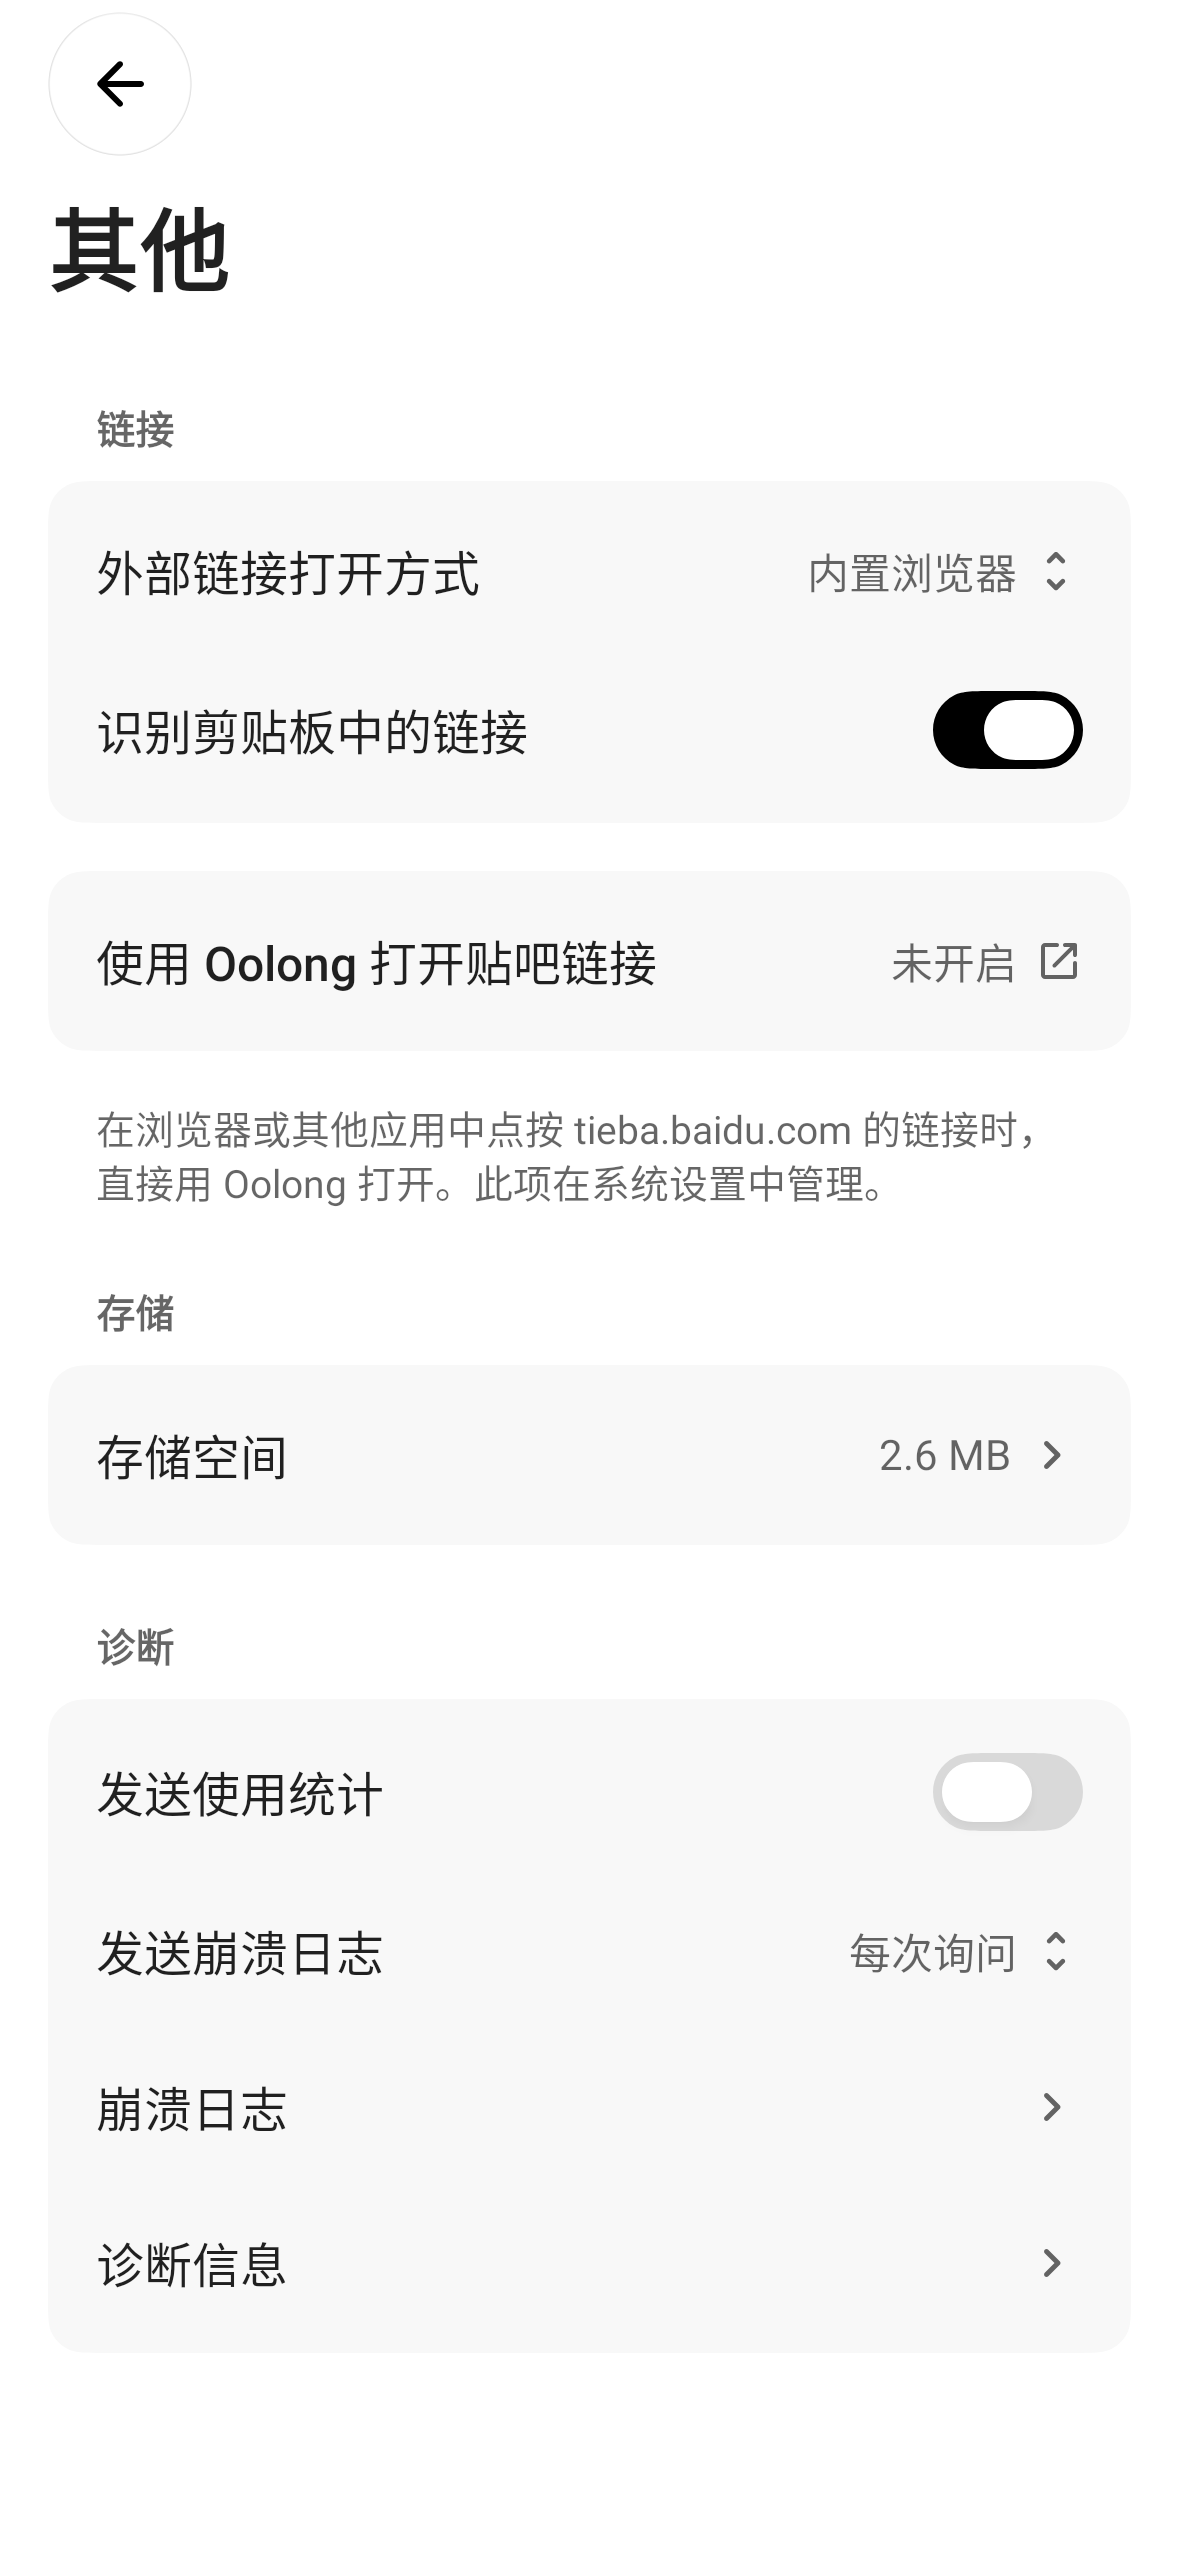 其他
链接
外部链接打开方式 内置浏览器
识别剪贴板中的链接
使用 Oolong 打开贴吧链接 未开启
在浏览器或其他应用中点按 tieba.baidu.com 的链接时，
直接用 Oolong 打开。此项在系统设置中管理。
存储
存储空间 2.6 MB
诊断
发送使用统计
发送崩溃日志 每次询问
崩溃日志
诊断信息